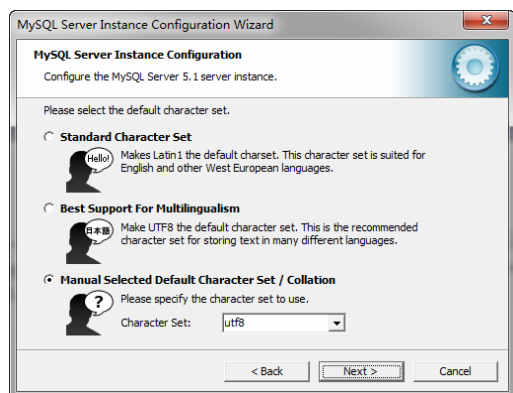 MySQL Server Instance Configuration Wizard
MySQL Server Instance Configuration
Configure the MySQL Server 5.1 server instance.
Please select the default character set.
Standard Character Set
Hello!
Makes Latin1 the default charset. This character set is suited for
English and other West European languages.
Best Support For Multilingualism
日本語
Make UTF8 the default character set. This is the recommended
character set for storing text in many different languages.
Manual Selected Default Character Set / Collation
?
Please specify the character set to use.
Character Set: utf8
< Back Next > Cancel